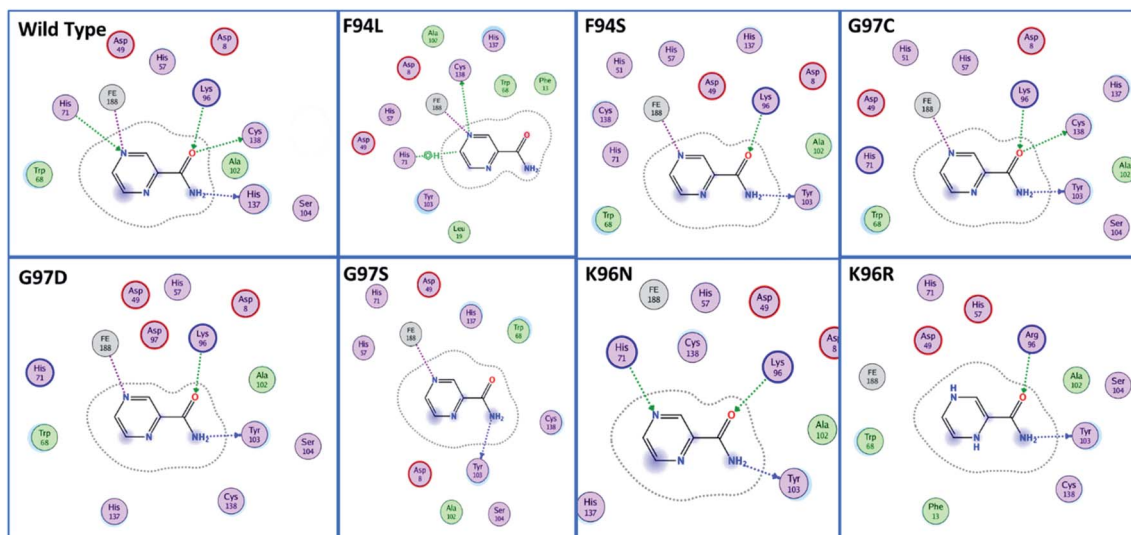 Wild Type
Asp
49
Asp
8
His
57
FE
188
Lys
96
His
71
Cys
138
N
O
Trp
68
Ala
102
N
NH₂
His
137
Ser
104
F94L
Ala
102
His
137
Asp
8
Cys
138
Trp
68
Phe
13
FE
188
His
57
N
O
Asp
49
His
71
H
N
NH₂
Tyr
103
Leu
19
F94S
His
51
His
57
His
137
Asp
49
Asp
8
FE
188
Lys
96
Cys
138
Ala
102
His
71
N
O
Trp
68
N
NH₂
Tyr
103
G97C
His
51
His
57
Asp
8
Asp
49
FE
188
Lys
96
His
137
Cys
138
His
71
N
O
Ala
102
Trp
68
N
NH₂
Tyr
103
Ser
104
G97D
Asp
49
His
57
Asp
8
Asp
97
FE
188
Lys
96
His
71
Ala
102
N
O
Trp
68
N
NH₂
Tyr
103
Ser
104
His
137
Cys
138
G97S
Asp
49
His
71
His
137
Trp
68
FE
188
His
57
N
O
N
NH₂
Cys
138
Asp
8
Tyr
103
Ala
102
Ser
104
K96N
FE
188
His
57
Asp
49
His
71
Cys
138
Asp
8
Lys
96
N
O
Ala
102
N
NH₂
Tyr
103
His
137
K96R
His
71
His
57
Asp
49
Arg
96
FE
188
Ala
102
Ser
104
H
N
O
Trp
68
N
H
NH₂
Tyr
103
Phe
13
Cys
138